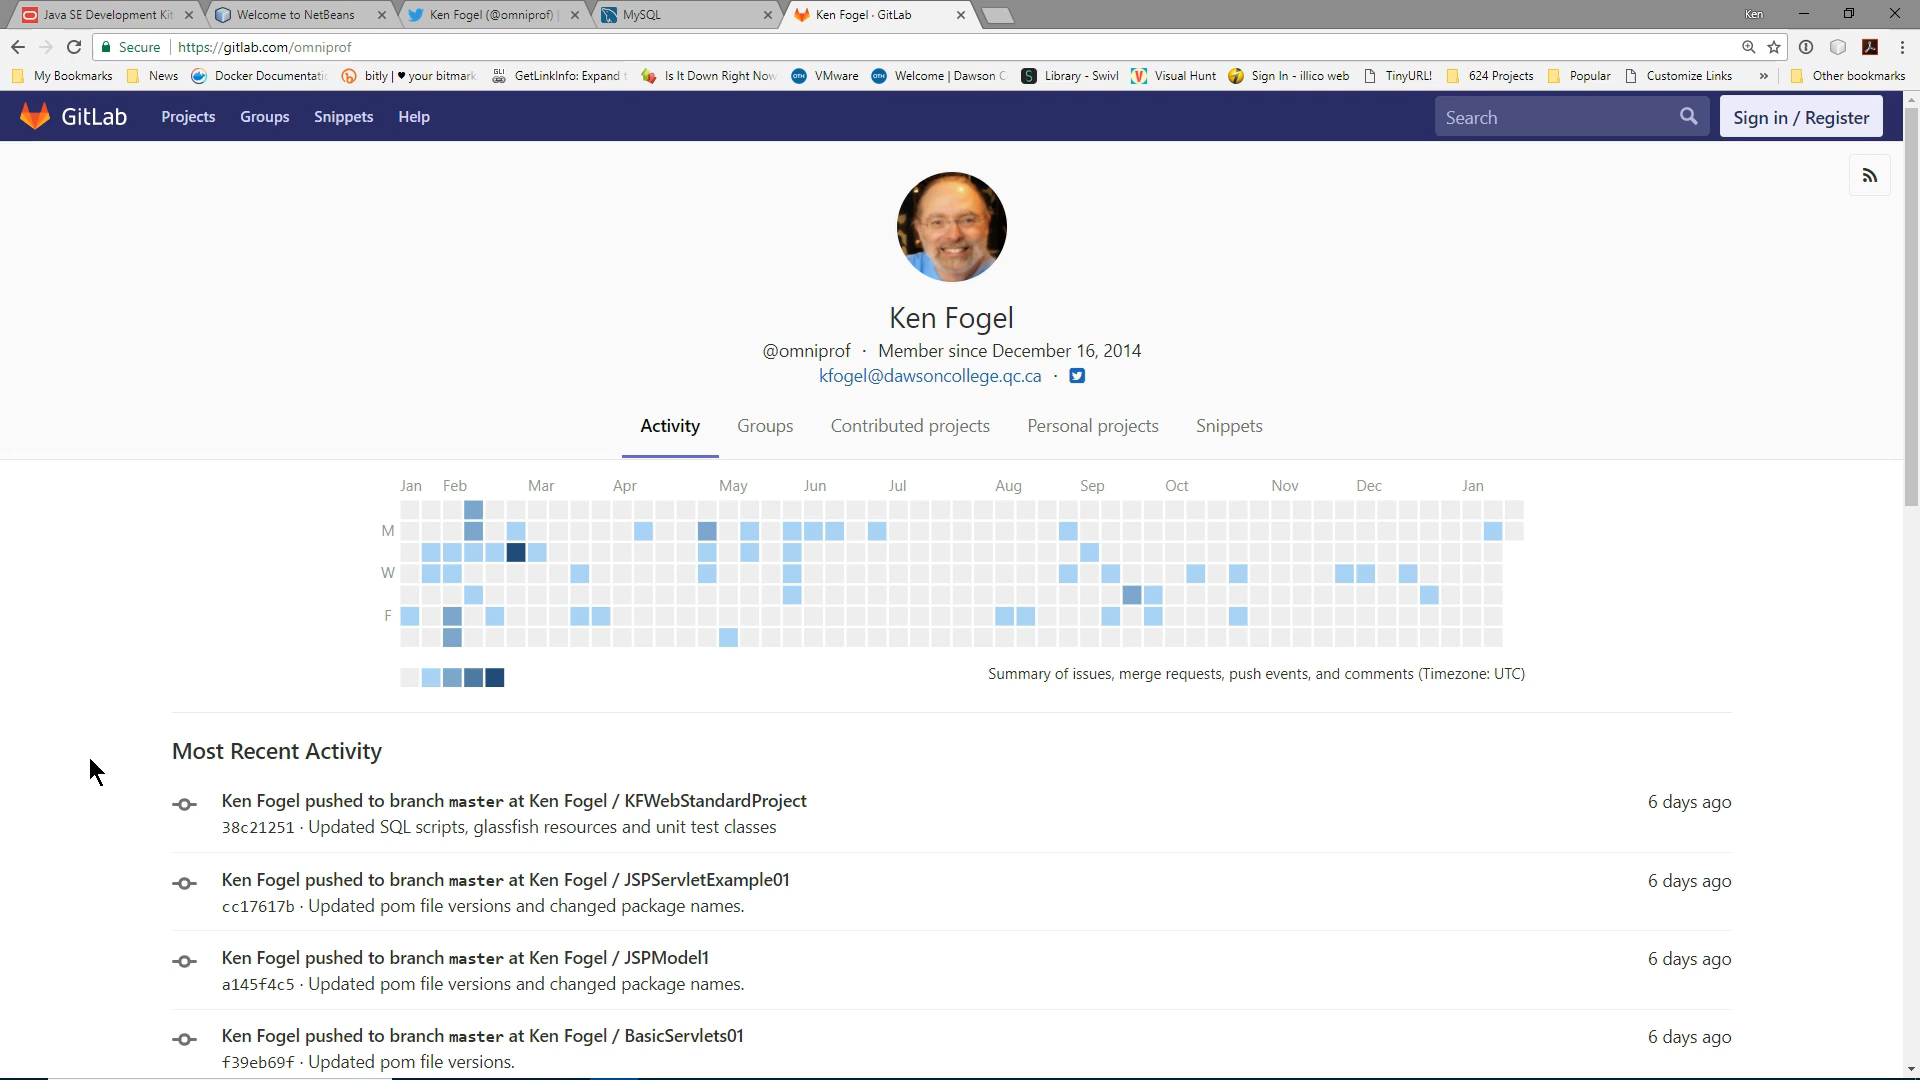 Java SE Development Kit
Welcome to NetBeans
Ken Fogel (@omniprof) |
MySQL
Ken Fogel · GitLab
Ken
Secure
https://gitlab.com/omniprof
My Bookmarks
News
Docker Documentatic
bitly | ♥ your bitmark
GetLinkInfo: Expand
Is It Down Right Now
VMware
Welcome | Dawson C
Library - Swivl
Visual Hunt
Sign In - illico web
TinyURL!
624 Projects
Popular
Customize Links
»
Other bookmarks
GitLab
Projects
Groups
Snippets
Help
Search
Sign in / Register
Ken Fogel
@omniprof · Member since December 16, 2014
kfogel@dawsoncollege.qc.ca ·
Activity
Groups
Contributed projects
Personal projects
Snippets
Jan Feb Mar Apr May Jun Jul Aug Sep Oct Nov Dec Jan
M
W
F
Summary of issues, merge requests, push events, and comments (Timezone: UTC)
Most Recent Activity
Ken Fogel pushed to branch master at Ken Fogel / KFWebStandardProject
6 days ago
38c21251 · Updated SQL scripts, glassfish resources and unit test classes
Ken Fogel pushed to branch master at Ken Fogel / JSPServletExample01
6 days ago
cc17617b · Updated pom file versions and changed package names.
Ken Fogel pushed to branch master at Ken Fogel / JSPModel1
6 days ago
a145f4c5 · Updated pom file versions and changed package names.
Ken Fogel pushed to branch master at Ken Fogel / BasicServlets01
6 days ago
f39eb69f · Updated pom file versions.